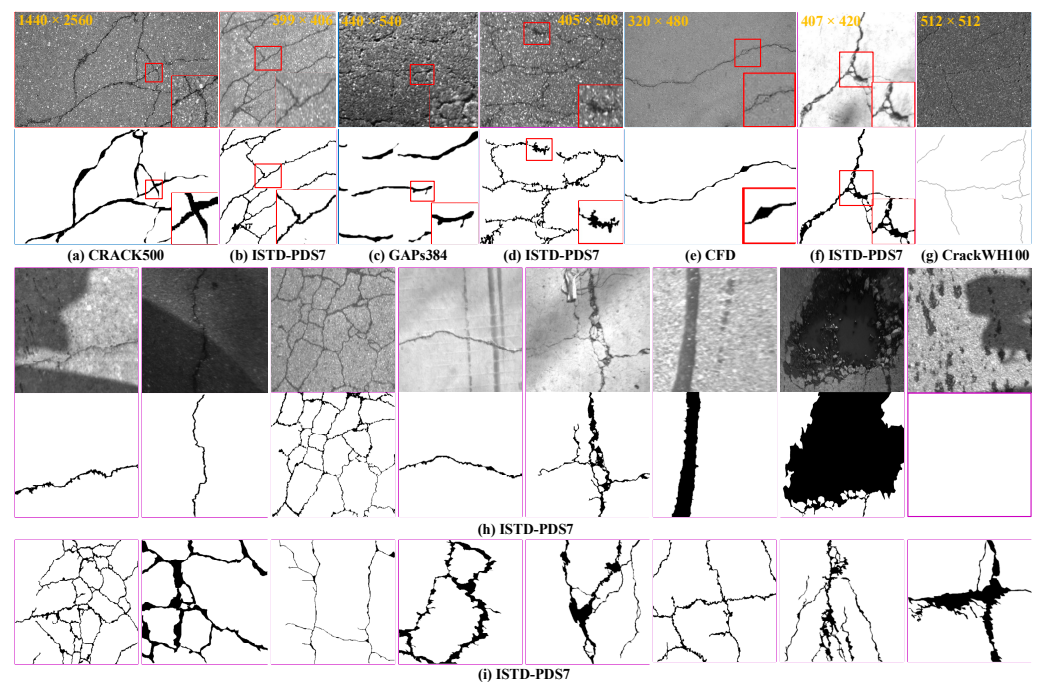 1440 × 2560
399 × 496
440 × 540
405 × 508
320 × 480
407 × 420
512 × 512
(a) CRACK500
(b) ISTD-PDS7
(c) GAPs384
(d) ISTD-PDS7
(e) CFD
(f) ISTD-PDS7
(g) CrackWH100
(h) ISTD-PDS7
(i) ISTD-PDS7